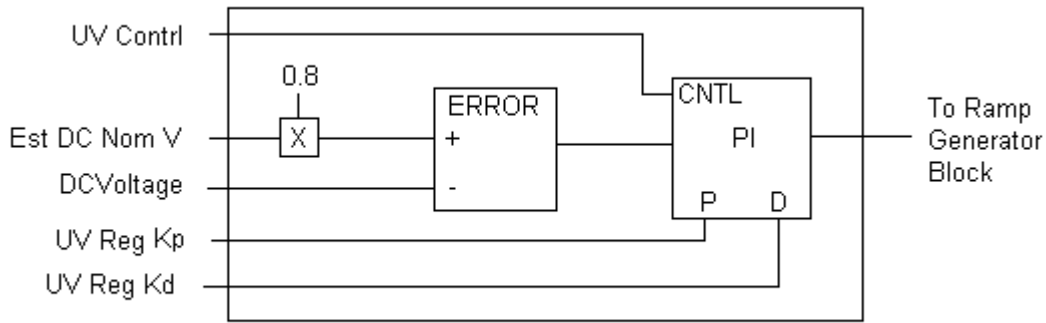 UV Contrl
0.8
Est DC Nom V
X
ERROR
+
-
DCVoltage
CNTL
PI
P D
UV Reg Kp
UV Reg Kd
To Ramp
Generator
Block